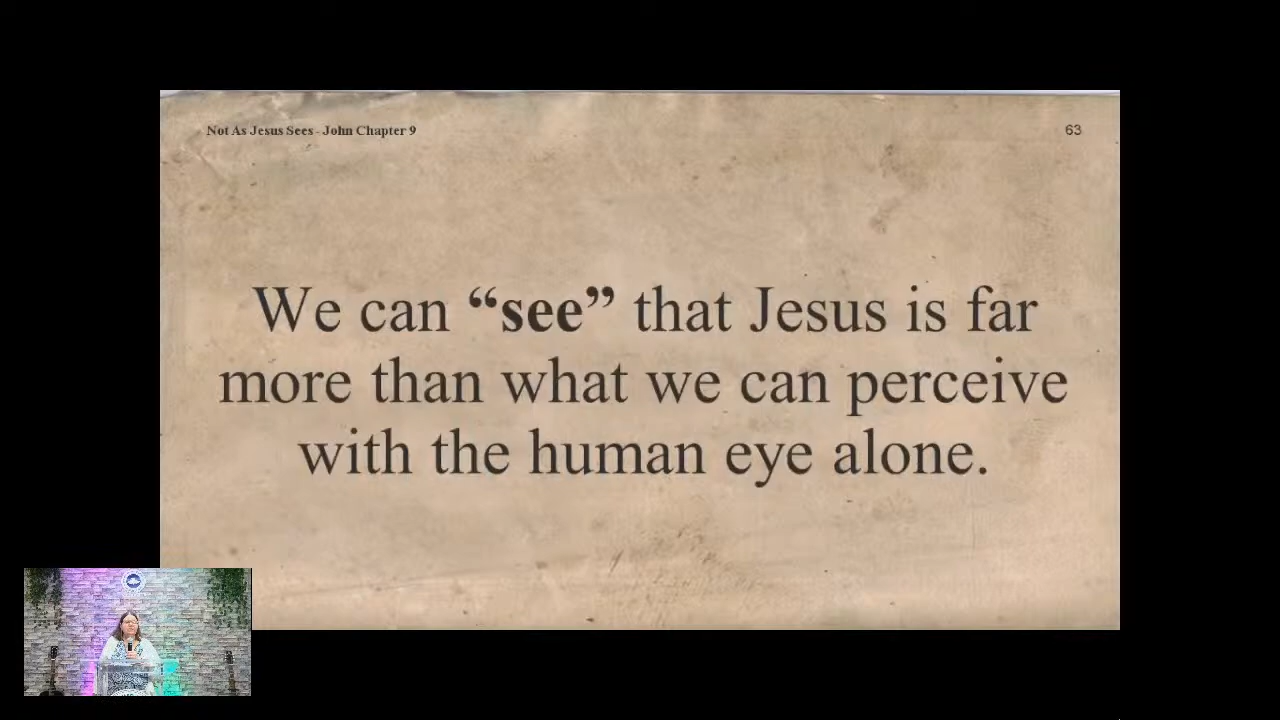 Not As Jesus Sees - John Chapter 9
63
We can “see” that Jesus is far
more than what we can perceive
with the human eye alone.